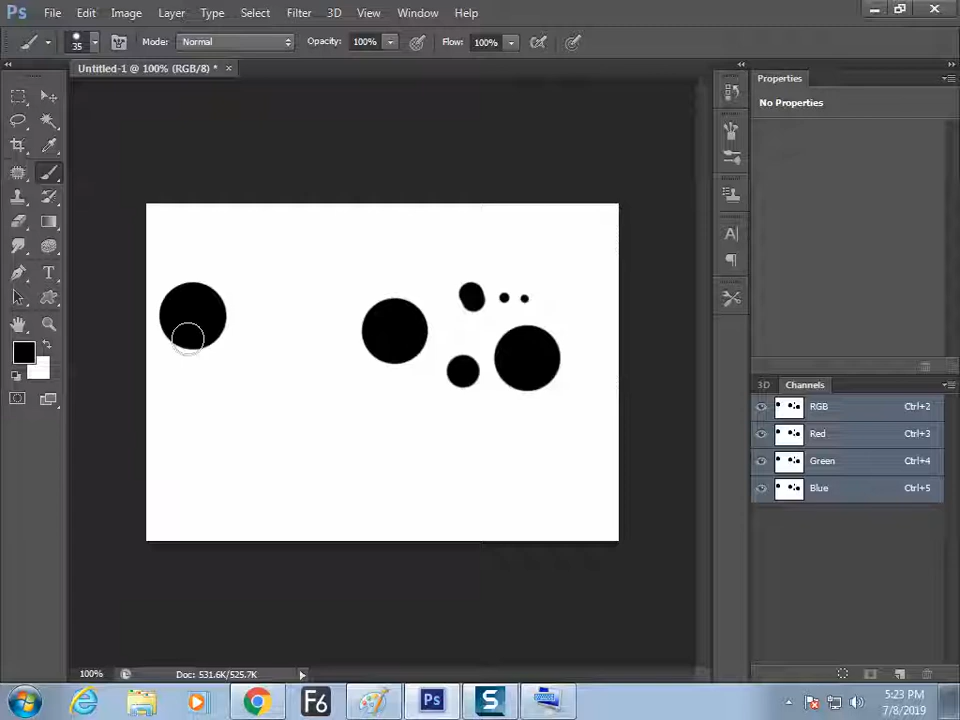 Ps File Edit Image Layer Type Select Filter 3D View Window Help
35 Mode: Normal Opacity: 100% Flow: 100%
Untitled-1 @ 100% (RGB/8) * ×
Properties
No Properties
3D Channels
RGB Ctrl+2
Red Ctrl+3
Green Ctrl+4
Blue Ctrl+5
100% Doc: 531.6K/525.7K
F6 Ps S
5:23 PM
7/8/2019